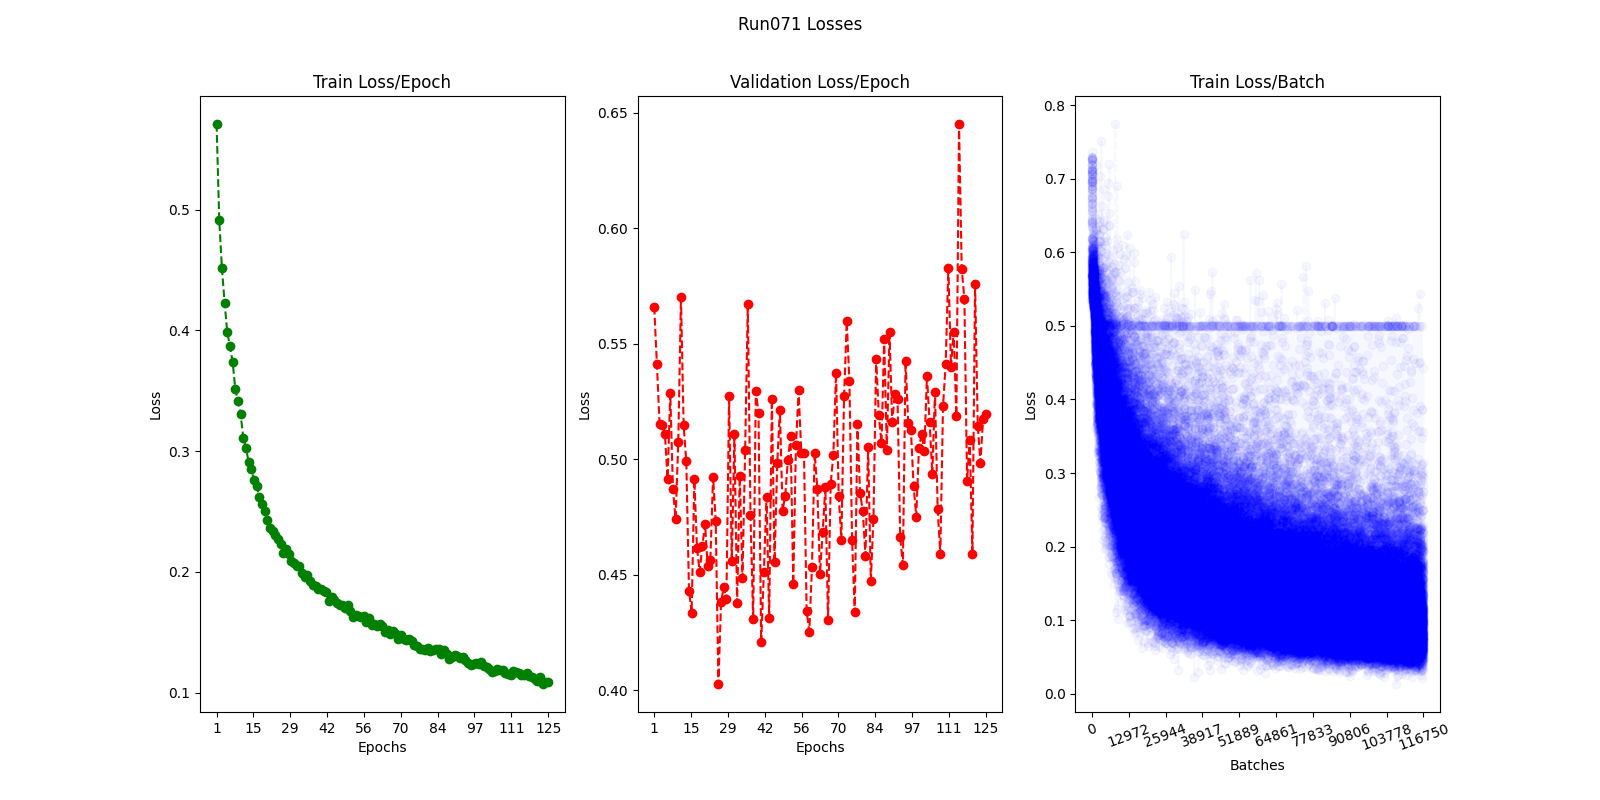 Run071 Losses
Train Loss/Epoch
Loss
0.5
0.4
0.3
0.2
0.1
1 15 29 42 56 70 84 97 111 125
Epochs
Validation Loss/Epoch
Loss
0.65
0.60
0.55
0.50
0.45
0.40
1 15 29 42 56 70 84 97 111 125
Epochs
Train Loss/Batch
Loss
0.8
0.7
0.6
0.5
0.4
0.3
0.2
0.1
0.0
0 12972 25944 38917 51889 64861 77833 90806 103778 116750
Batches